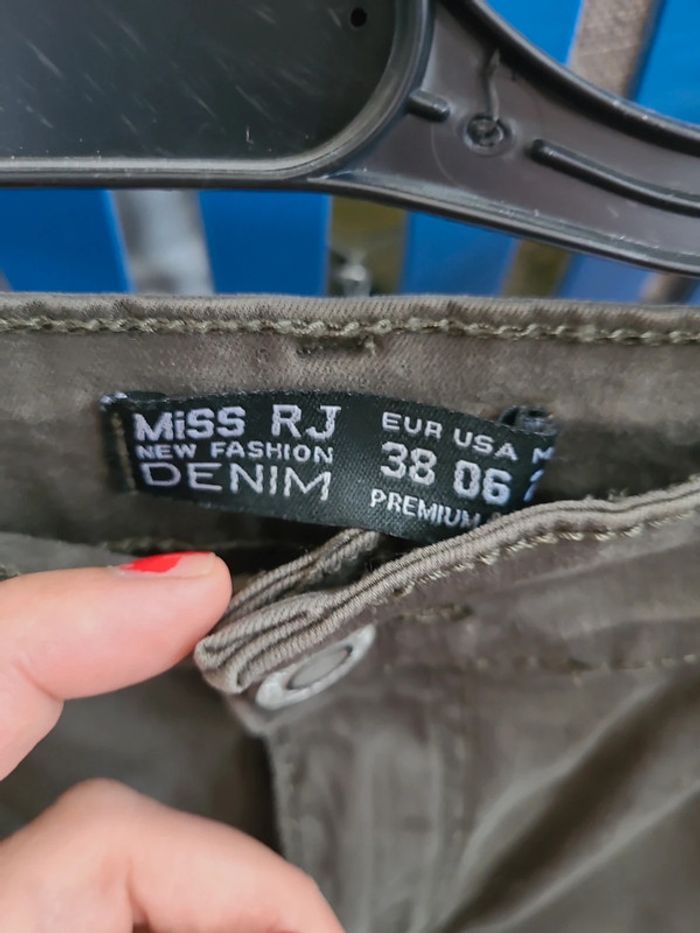 MiSS RJ
NEW FASHION
DENIM
EUR USA
38 06
PREMIUM